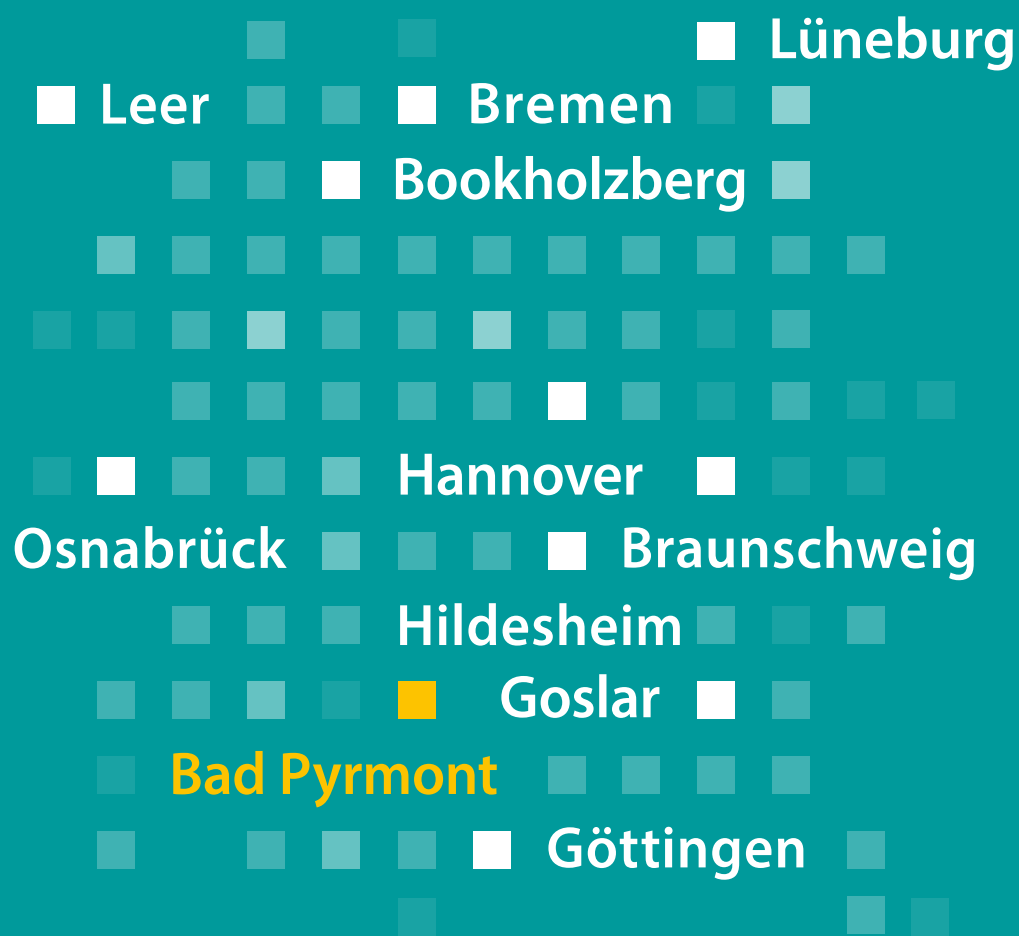 Lüneburg
Leer Bremen
Bookholzberg
Hannover
Osnabrück Braunschweig
Hildesheim
Goslar
Bad Pyrmont
Göttingen